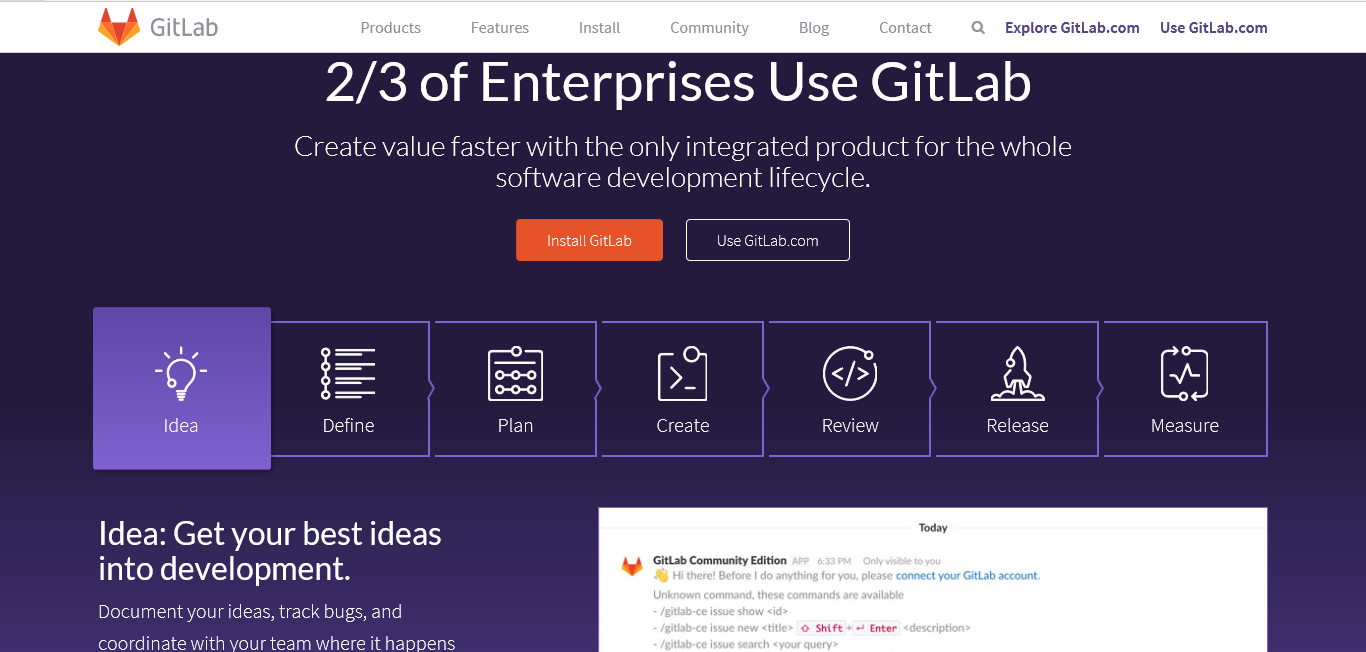 GitLab
Products Features Install Community Blog Contact Explore GitLab.com Use GitLab.com
2/3 of Enterprises Use GitLab
Create value faster with the only integrated product for the whole
software development lifecycle.
Install GitLab Use GitLab.com
Idea Define Plan Create Review Release Measure
Idea: Get your best ideas
into development.
Document your ideas, track bugs, and
coordinate with your team where it happens
Today
GitLab Community Edition APP 6:33 PM Only visible to you
👋 Hi there! Before I do anything for you, please connect your GitLab account.
Unknown command, these commands are available
- /gitlab-ce issue show <id>
- /gitlab-ce issue new <title> ⇧ Shift+↵ Enter <description>
- /gitlab-ce issue search <your query>